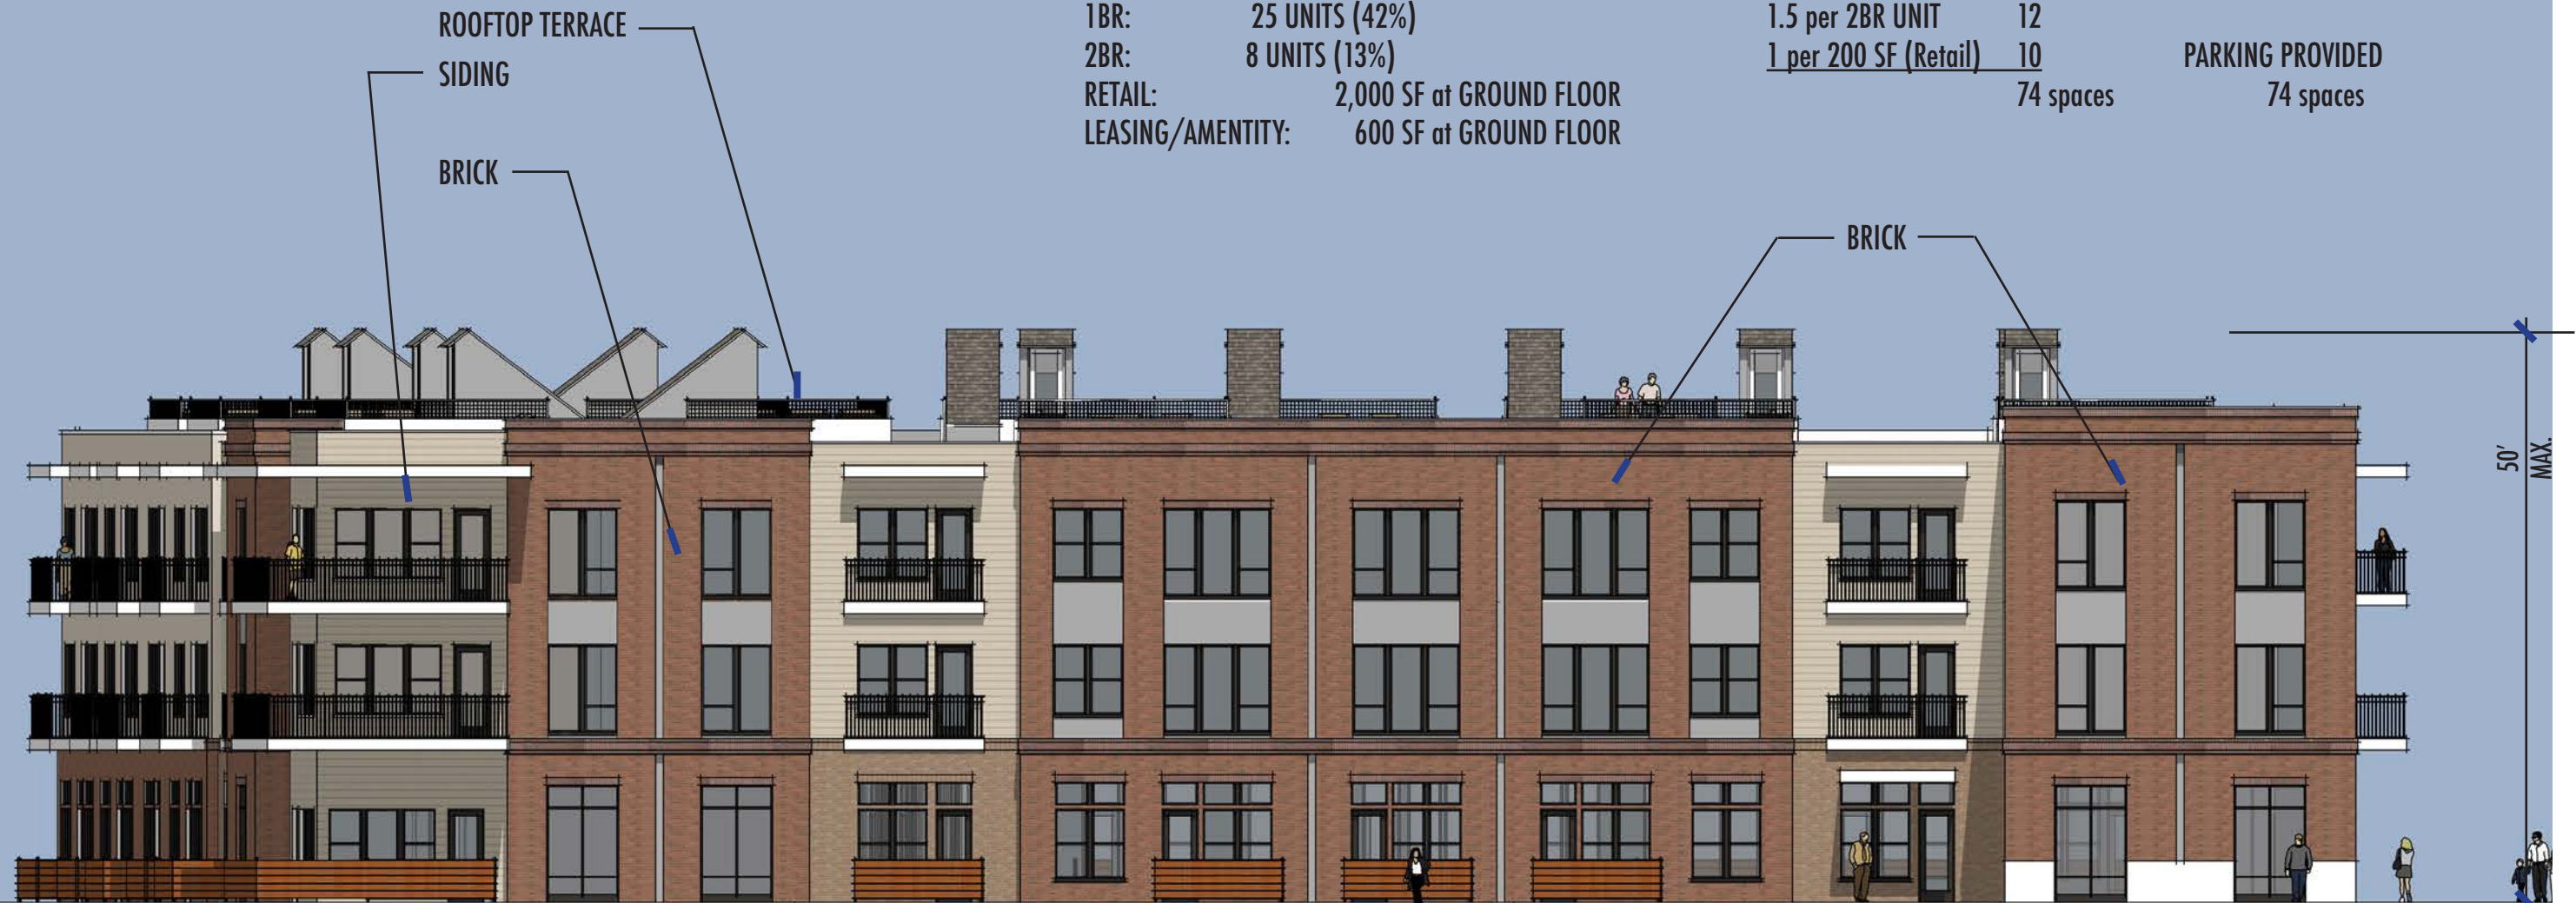 ROOFTOP TERRACE
SIDING
BRICK
1BR: 25 UNITS (42%)
2BR: 8 UNITS (13%)
RETAIL: 2,000 SF at GROUND FLOOR
LEASING/AMENTITY: 600 SF at GROUND FLOOR
1.5 per 2BR UNIT 12
1 per 200 SF (Retail) 10
74 spaces
PARKING PROVIDED
74 spaces
BRICK
50'
MAX.